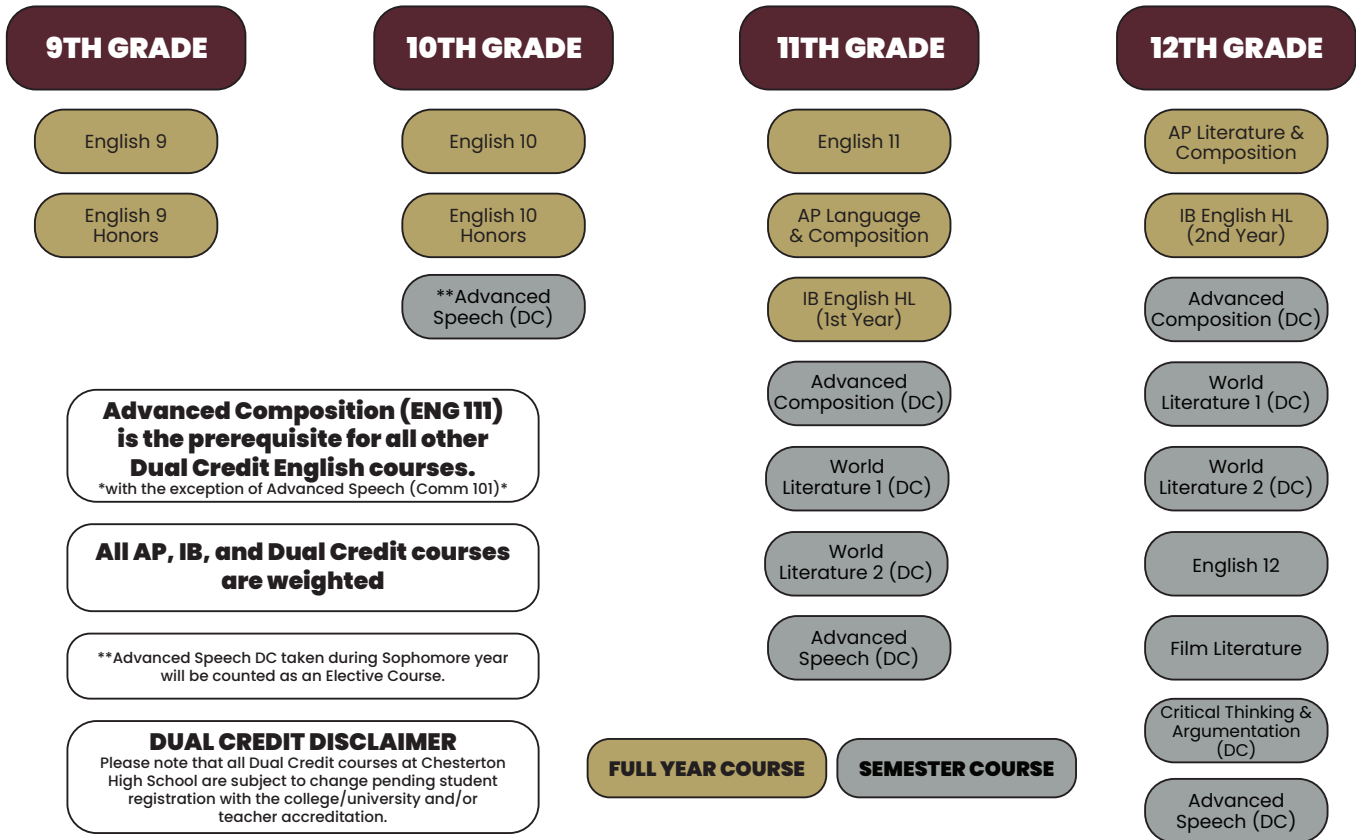 9TH GRADE
English 9
English 9
Honors
10TH GRADE
English 10
English 10
Honors
**Advanced
Speech (DC)
11TH GRADE
English 11
AP Language
& Composition
IB English HL
(1st Year)
Advanced
Composition (DC)
World
Literature 1 (DC)
World
Literature 2 (DC)
Advanced
Speech (DC)
12TH GRADE
AP Literature &
Composition
IB English HL
(2nd Year)
Advanced
Composition (DC)
World
Literature 1 (DC)
World
Literature 2 (DC)
English 12
Film Literature
Critical Thinking &
Argumentation
(DC)
Advanced
Speech (DC)
Advanced Composition (ENG 111)
is the prerequisite for all other
Dual Credit English courses.
*with the exception of Advanced Speech (Comm 101)*
All AP, IB, and Dual Credit courses
are weighted
**Advanced Speech DC taken during Sophomore year
will be counted as an Elective Course.
DUAL CREDIT DISCLAIMER
Please note that all Dual Credit courses at Chesterton
High School are subject to change pending student
registration with the college/university and/or
teacher accreditation.
FULL YEAR COURSE
SEMESTER COURSE